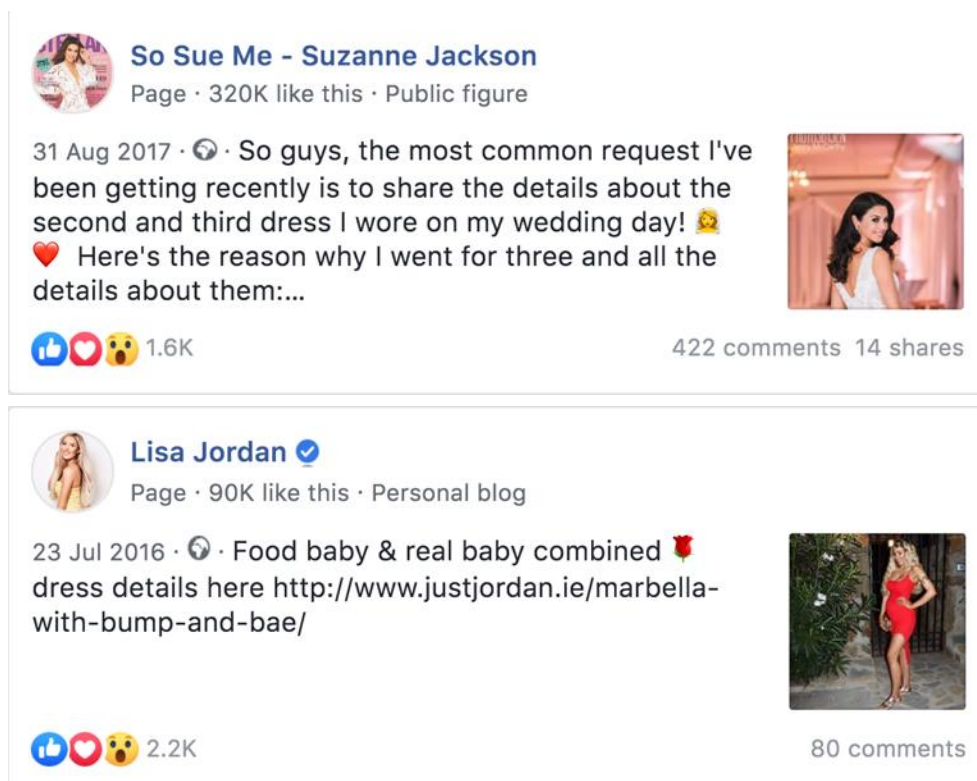 So Sue Me - Suzanne Jackson
Page · 320K like this · Public figure
31 Aug 2017 · · So guys, the most common request I've
been getting recently is to share the details about the
second and third dress I wore on my wedding day! 👰
❤️ Here's the reason why I went for three and all the
details about them:...
1.6K
422 comments 14 shares
Lisa Jordan
Page · 90K like this · Personal blog
23 Jul 2016 · · Food baby & real baby combined 🌹
dress details here http://www.justjordan.ie/marbella-
with-bump-and-bae/
2.2K
80 comments